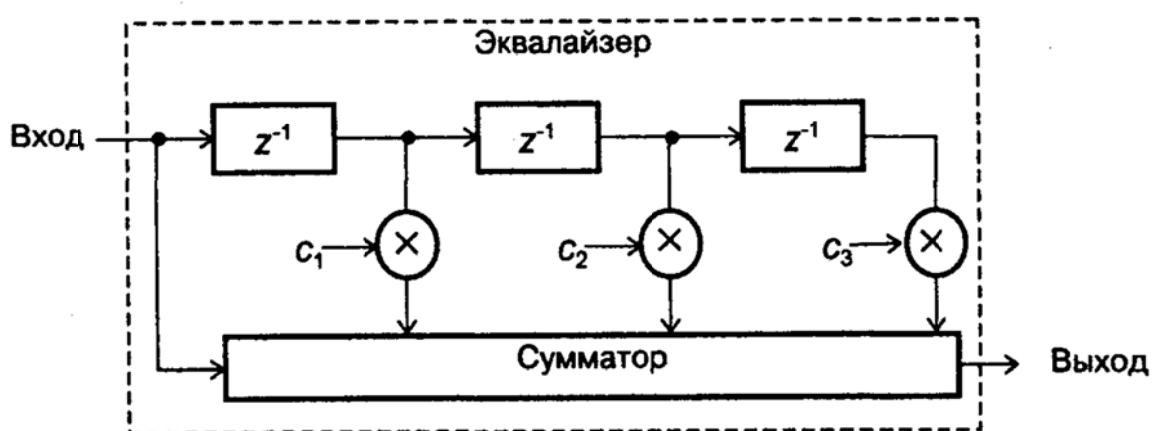 Эквалайзер
Вход
z⁻¹
z⁻¹
z⁻¹
c₁
×
c₂
×
c₃
×
Сумматор
Выход